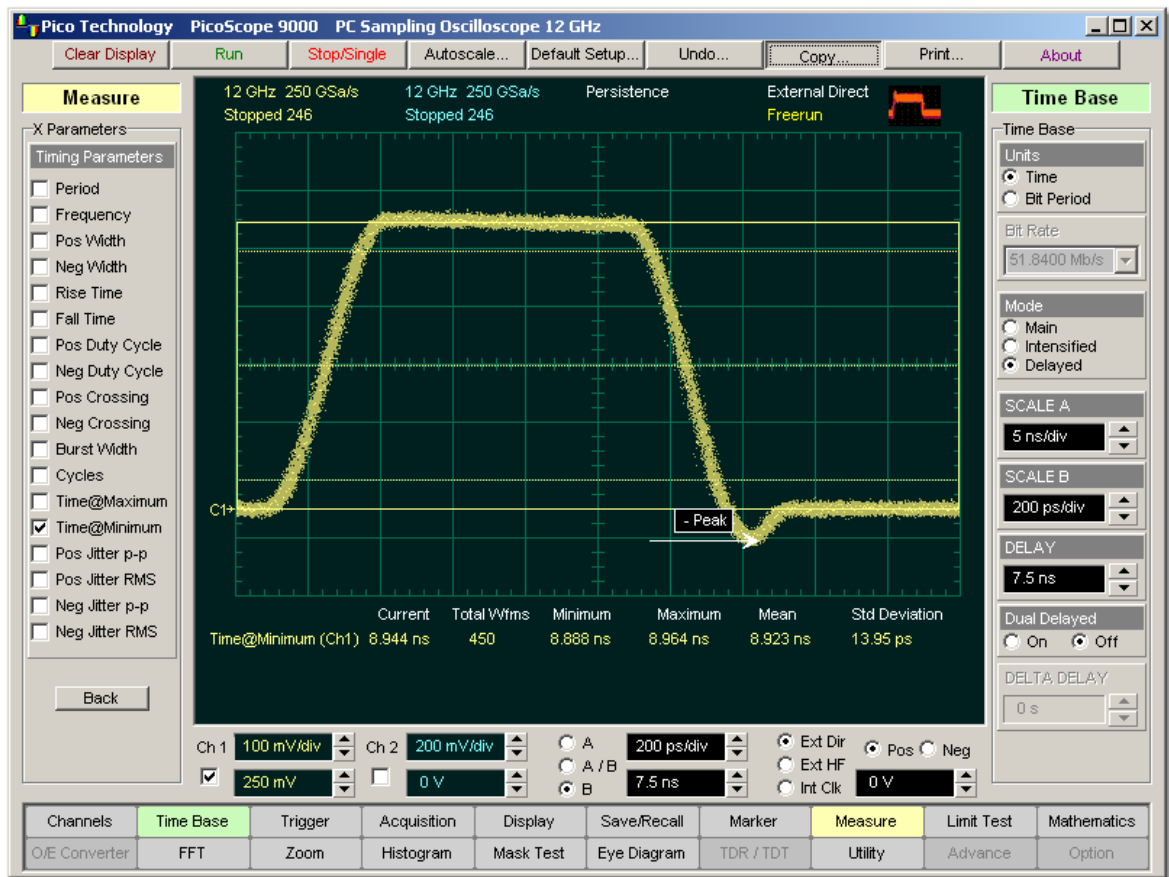 Pico Technology PicoScope 9000 PC Sampling Oscilloscope 12 GHz
Clear Display Run Stop/Single Autoscale... Default Setup... Undo... Copy... Print... About
Measure
X Parameters
Timing Parameters
Period
Frequency
Pos Width
Neg Width
Rise Time
Fall Time
Pos Duty Cycle
Neg Duty Cycle
Pos Crossing
Neg Crossing
Burst Width
Cycles
Time@Maximum
Time@Minimum
Pos Jitter p-p
Pos Jitter RMS
Neg Jitter p-p
Neg Jitter RMS
Back
12 GHz 250 GSa/s 12 GHz 250 GSa/s Persistence External Direct
Stopped 246 Stopped 246 Freerun
C1
- Peak
Current Total Wfms Minimum Maximum Mean Std Deviation
Time@Minimum (Ch1) 8.944 ns 450 8.888 ns 8.964 ns 8.923 ns 13.95 ps
Time Base
Time Base
Units
Time
Bit Period
Bit Rate
51.8400 Mb/s
Mode
Main
Intensified
Delayed
SCALE A
5 ns/div
SCALE B
200 ps/div
DELAY
7.5 ns
Dual Delayed
On Off
DELTA DELAY
0 s
Ch 1 100 mV/div Ch 2 200 mV/div A 200 ps/div Ext Dir Pos Neg
A / B Ext HF
250 mV 0 V B 7.5 ns Int Clk 0 V
Channels Time Base Trigger Acquisition Display Save/Recall Marker Measure Limit Test Mathematics
O/E Converter FFT Zoom Histogram Mask Test Eye Diagram TDR / TDT Utility Advance Option